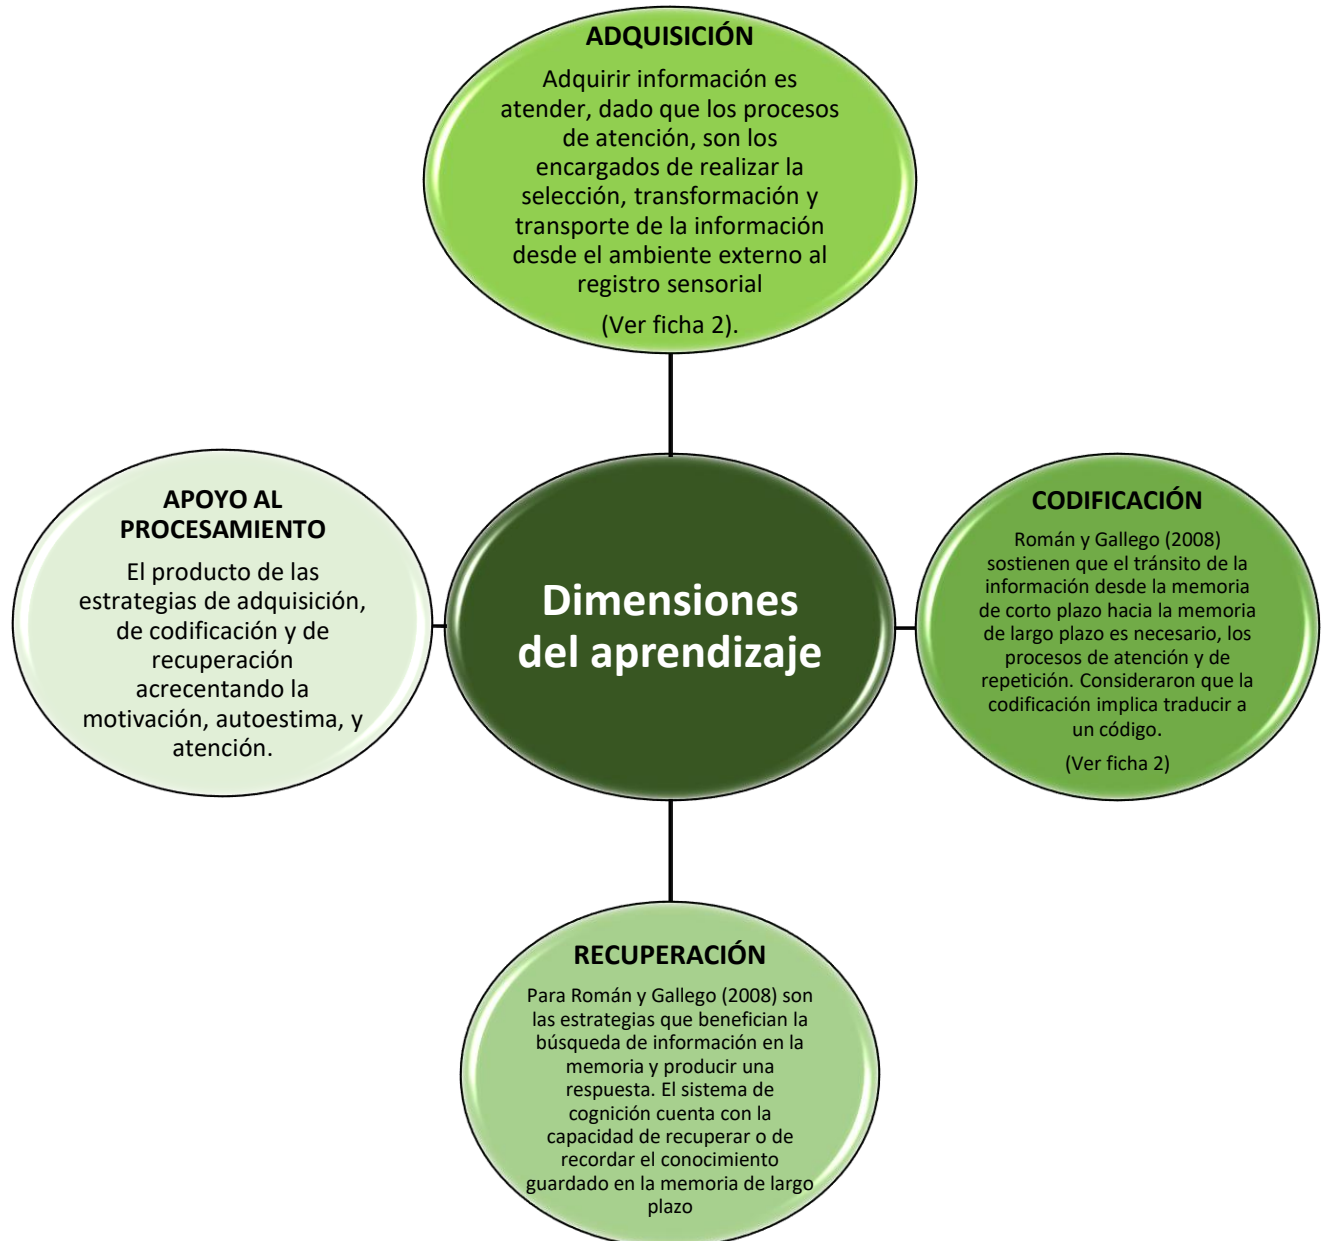 ADQUISICIÓN
Adquirir información es
atender, dado que los procesos
de atención, son los
encargados de realizar la
selección, transformación y
transporte de la información
desde el ambiente externo al
registro sensorial
(Ver ficha 2).
APOYO AL
PROCESAMIENTO
El producto de las
estrategias de adquisición,
de codificación y de
recuperación
acrecentando la
motivación, autoestima, y
atención.
Dimensiones
del aprendizaje
CODIFICACIÓN
Román y Gallego (2008)
sostienen que el tránsito de la
información desde la memoria
de corto plazo hacia la memoria
de largo plazo es necesario, los
procesos de atención y de
repetición. Consideraron que la
codificación implica traducir a
un código.
(Ver ficha 2)
RECUPERACIÓN
Para Román y Gallego (2008) son
las estrategias que benefician la
búsqueda de información en la
memoria y producir una
respuesta. El sistema de
cognición cuenta con la
capacidad de recuperar o de
recordar el conocimiento
guardado en la memoria de largo
plazo